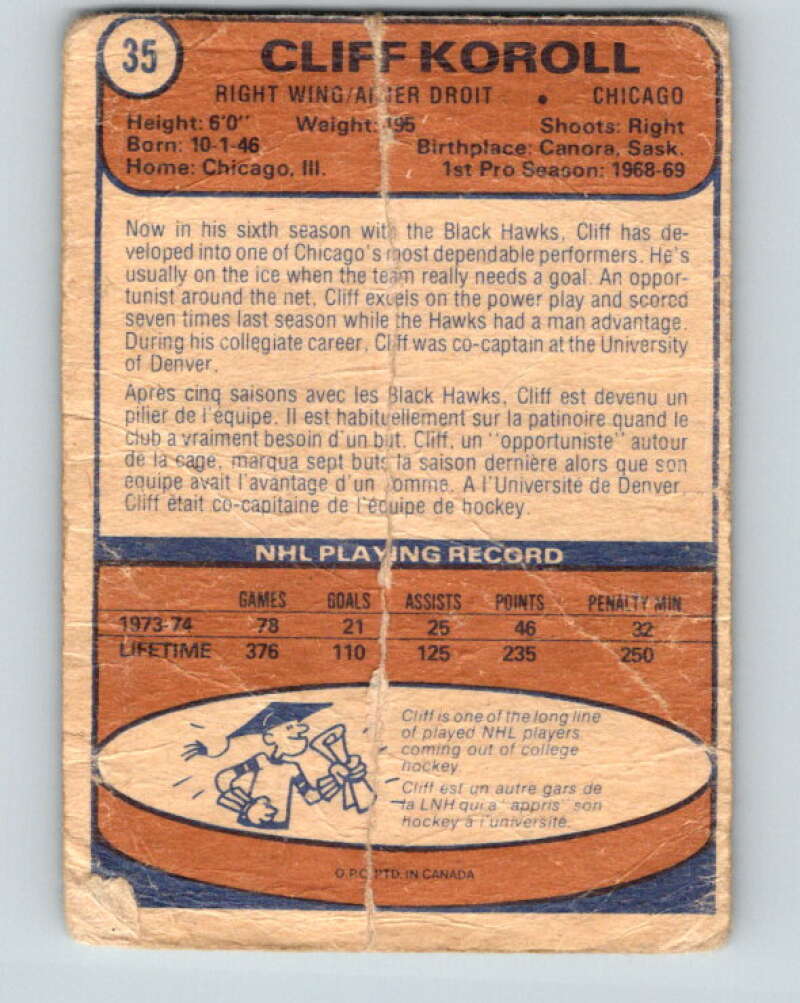 35
CLIFF KOROLL
RIGHT WING/AILIER DROIT • CHICAGO
Height: 6'0" Weight: 195 Shoots: Right
Born: 10-1-46 Birthplace: Canora, Sask.
Home: Chicago, Ill. 1st Pro Season: 1968-69
Now in his sixth season with the Black Hawks, Cliff has de-
veloped into one of Chicago's most dependable performers. He's
usually on the ice when the team really needs a goal. An oppor-
tunist around the net, Cliff excels on the power play and scored
seven times last season while the Hawks had a man advantage.
During his collegiate career, Cliff was co-captain at the University
of Denver.
Après cinq saisons avec les Black Hawks, Cliff est devenu un
pilier de l'équipe. Il est habituellement sur la patinoire quand le
club a vraiment besoin d'un but. Cliff, un "opportuniste" autour
de la cage, marqua sept buts la saison dernière alors que son
equipe avait l'avantage d'un homme. A l'Université de Denver,
Cliff était co-capitaine de l'équipe de hockey.
NHL PLAYING RECORD
GAMES GOALS ASSISTS POINTS PENALTY MIN
1973-74 78 21 25 46 32
LIFETIME 376 110 125 235 250
Cliff is one of the long line
of played NHL players
coming out of college
hockey.
Cliff est un autre gars de
la LNH qui a "appris" son
hockey à l'université.
O.P.C. PTD. IN CANADA